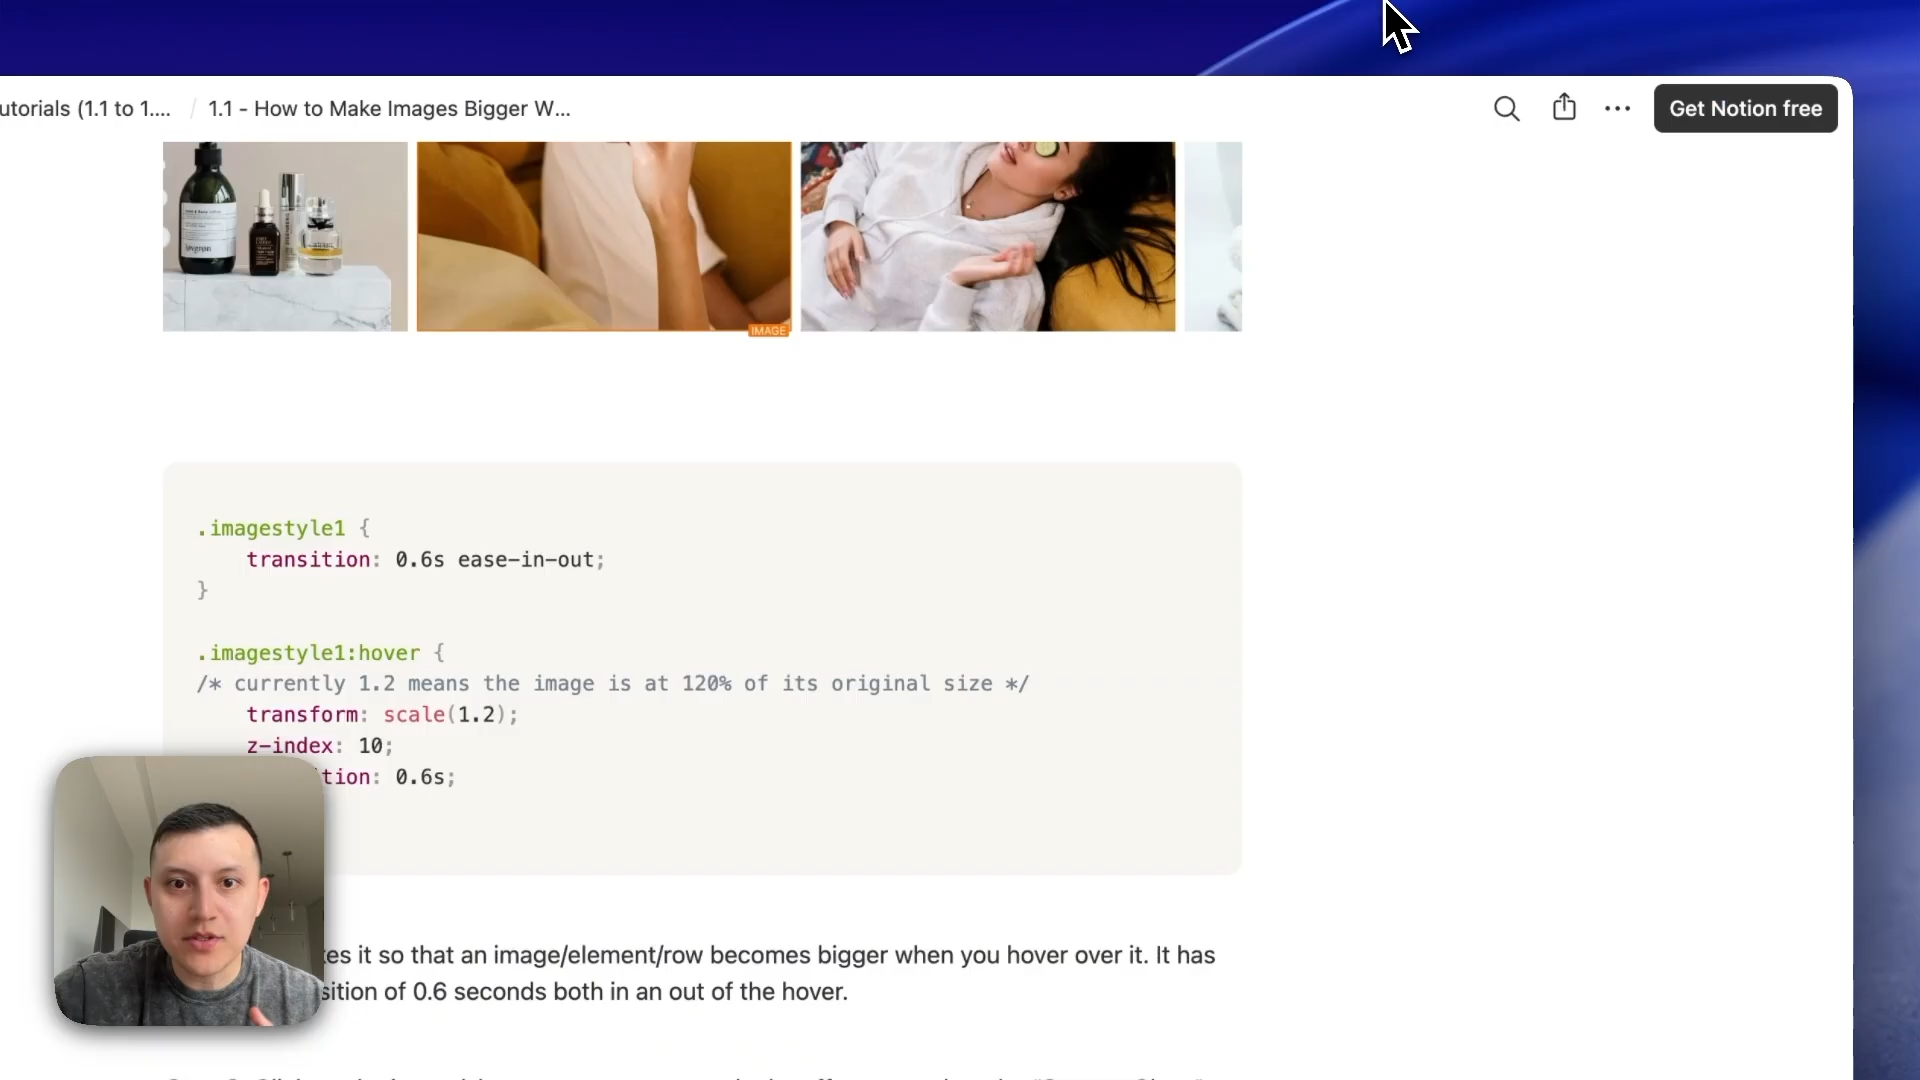 utorials (1.1 to 1.... / 1.1 - How to Make Images Bigger W... Get Notion free
IMAGE
.imagestyle1 {
transition: 0.6s ease-in-out;
}
.imagestyle1:hover {
/* currently 1.2 means the image is at 120% of its original size */
transform: scale(1.2);
z-index: 10;
ition: 0.6s;
es it so that an image/element/row becomes bigger when you hover over it. It has
sition of 0.6 seconds both in an out of the hover.